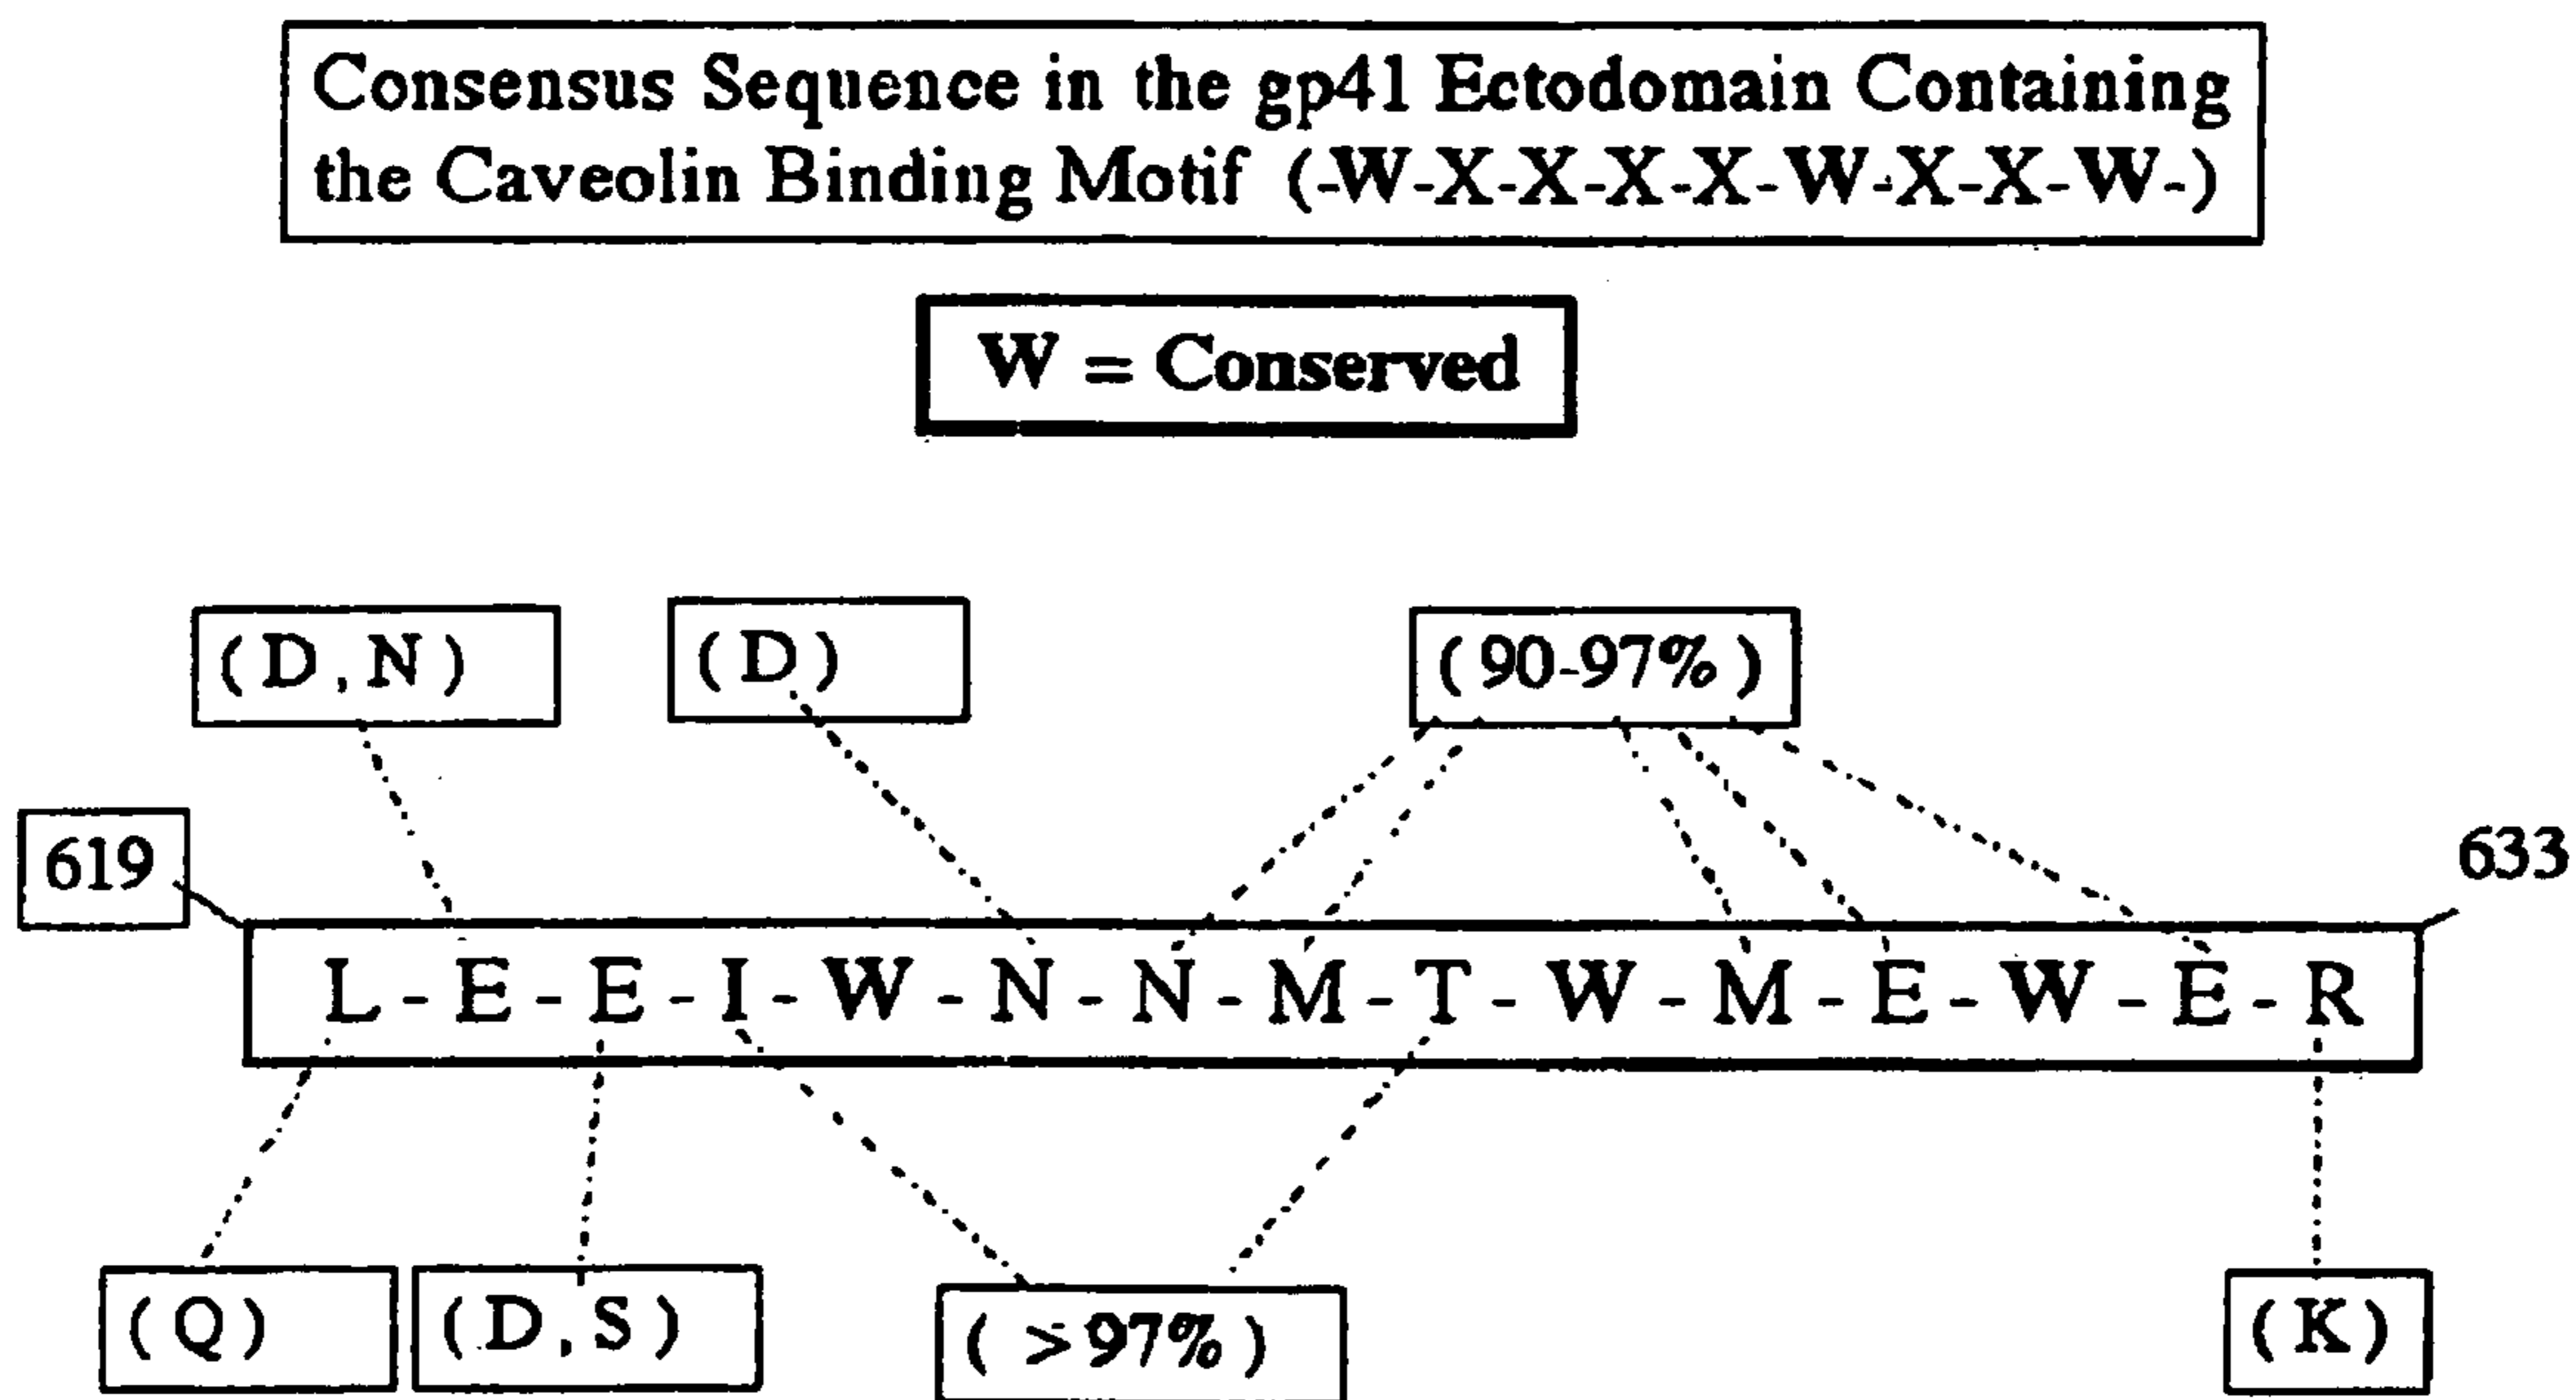 Consensus Sequence in the gp41 Ectodomain Containing
the Caveolin Binding Motif (-W-X-X-X-X-W-X-X-W-)
W = Conserved
(D,N)
(D)
(90-97%)
619
633
L-E-E-I-W-N-N-M-T-W-M-E-W-E-R
(Q)
(D,S)
(>97%)
(K)